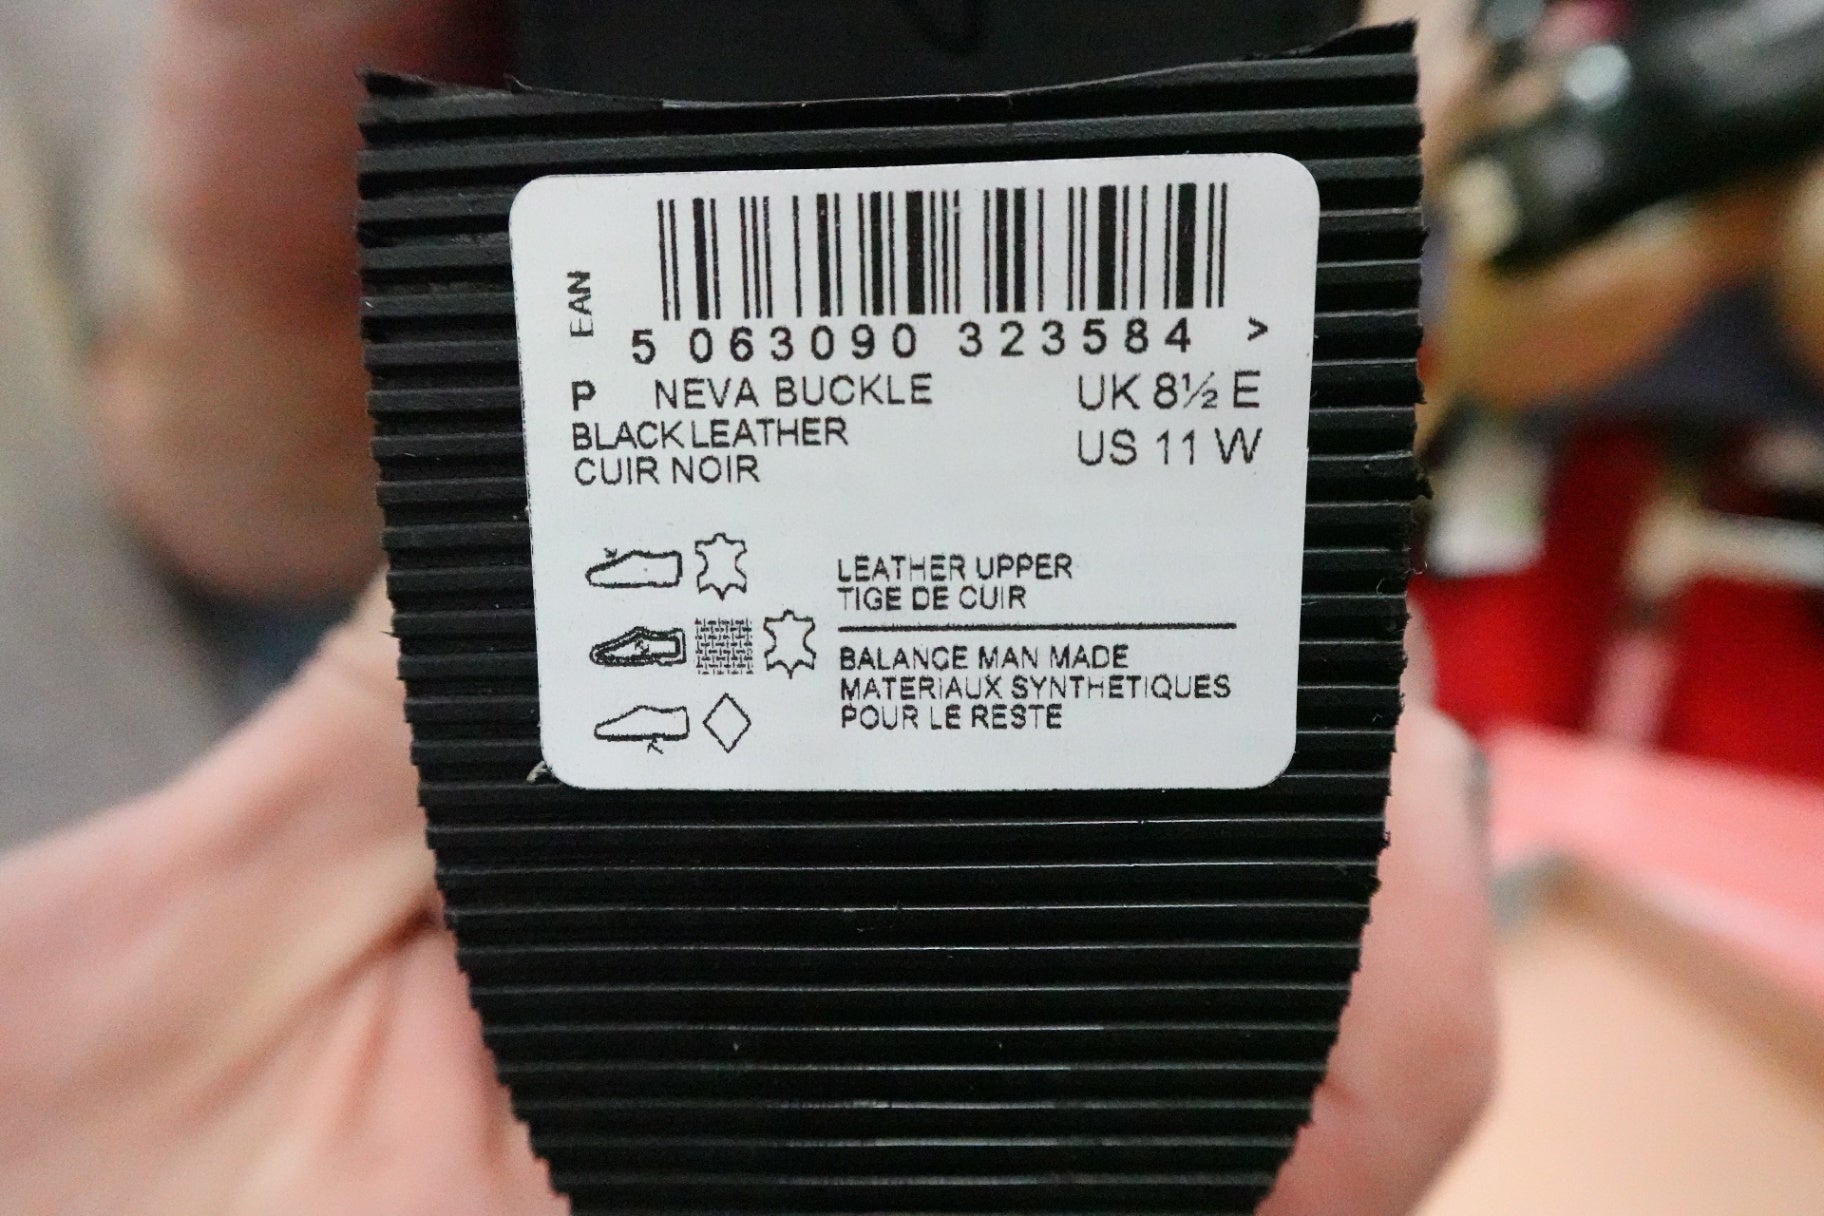 EAN
5 063090 323584 >
P NEVA BUCKLE UK 8½ E
BLACK LEATHER US 11 W
CUIR NOIR
LEATHER UPPER
TIGE DE CUIR
BALANCE MAN MADE
MATERIAUX SYNTHETIQUES
POUR LE RESTE